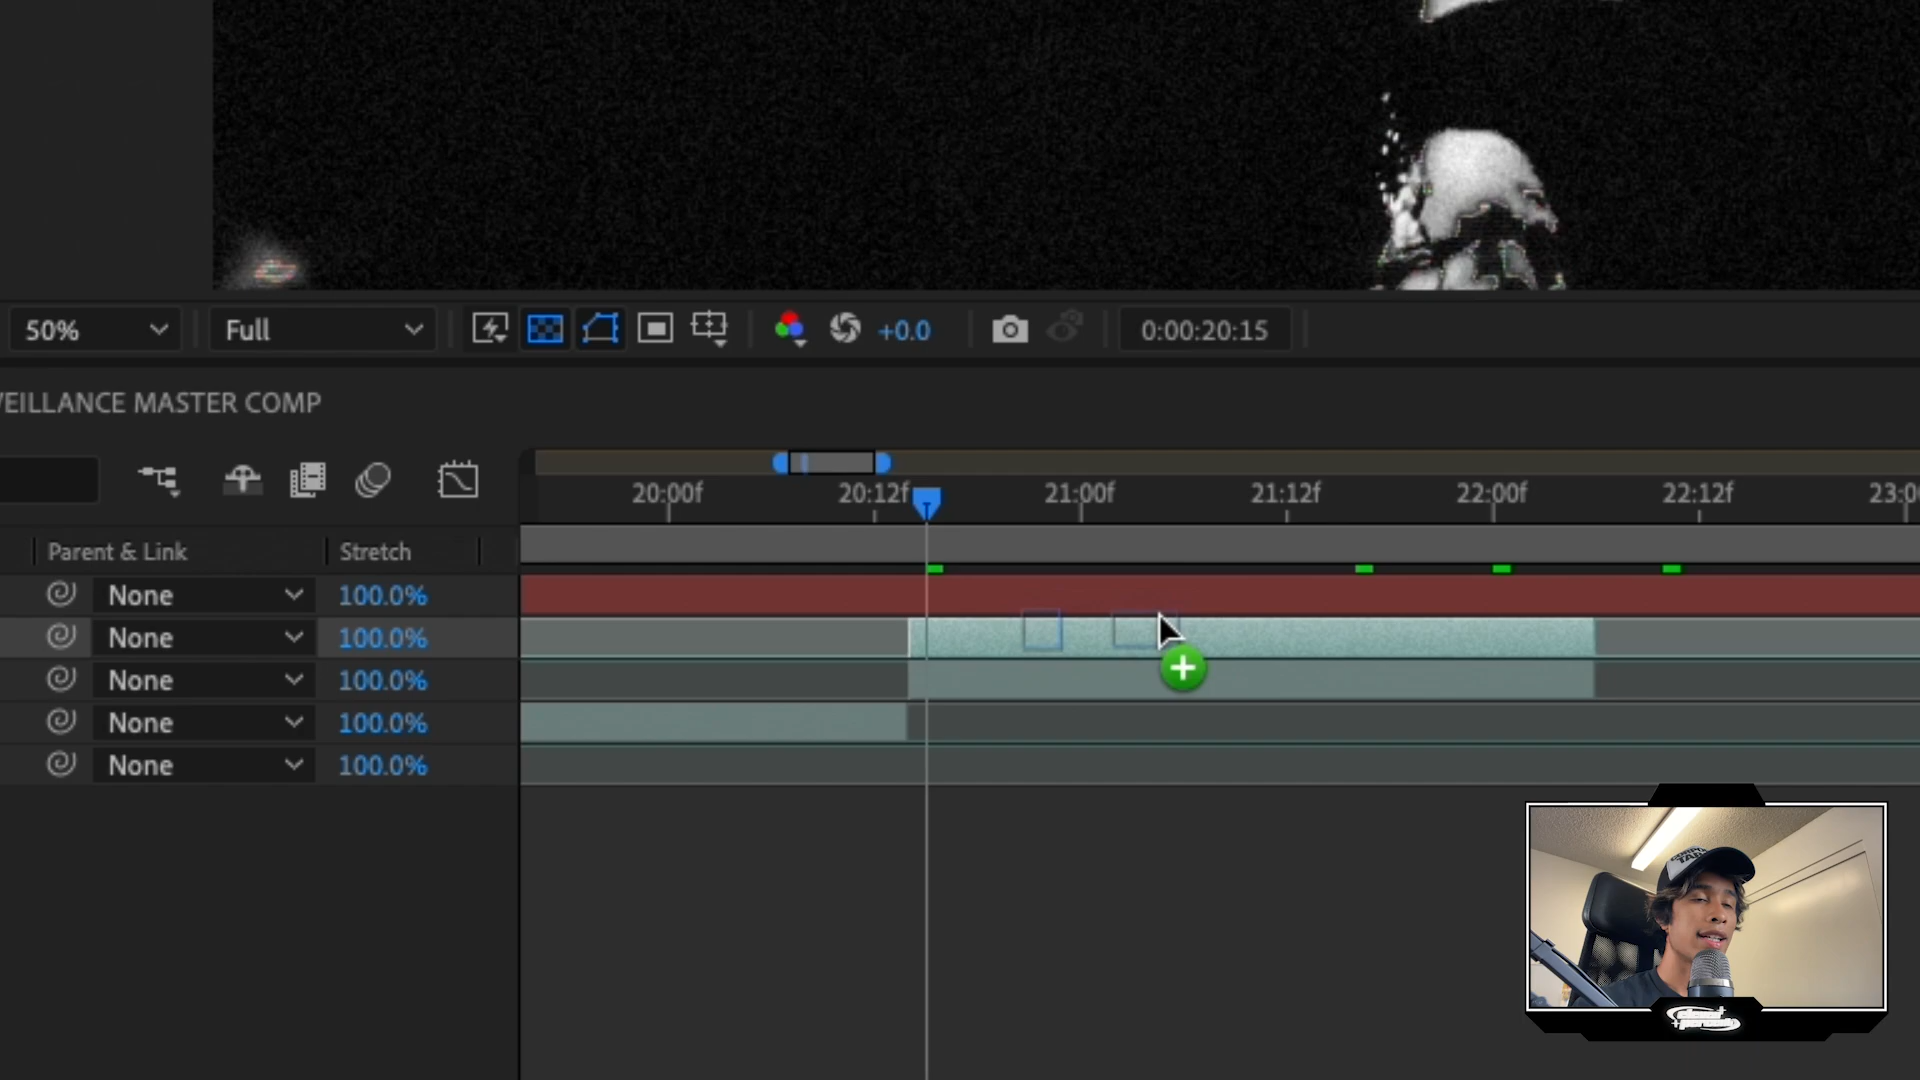 50%
Full
+0.0
0:00:20:15
VEILLANCE MASTER COMP
20:00f
20:12f
21:00f
21:12f
22:00f
22:12f
23:0
Parent & Link
Stretch
None
100.0%
None
100.0%
None
100.0%
None
100.0%
None
100.0%